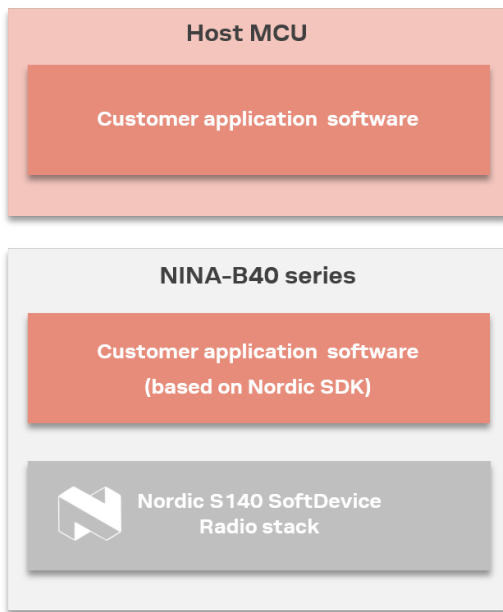 Host MCU
Customer application software
NINA-B40 series
Customer application software
(based on Nordic SDK)
Nordic S140 SoftDevice
Radio stack